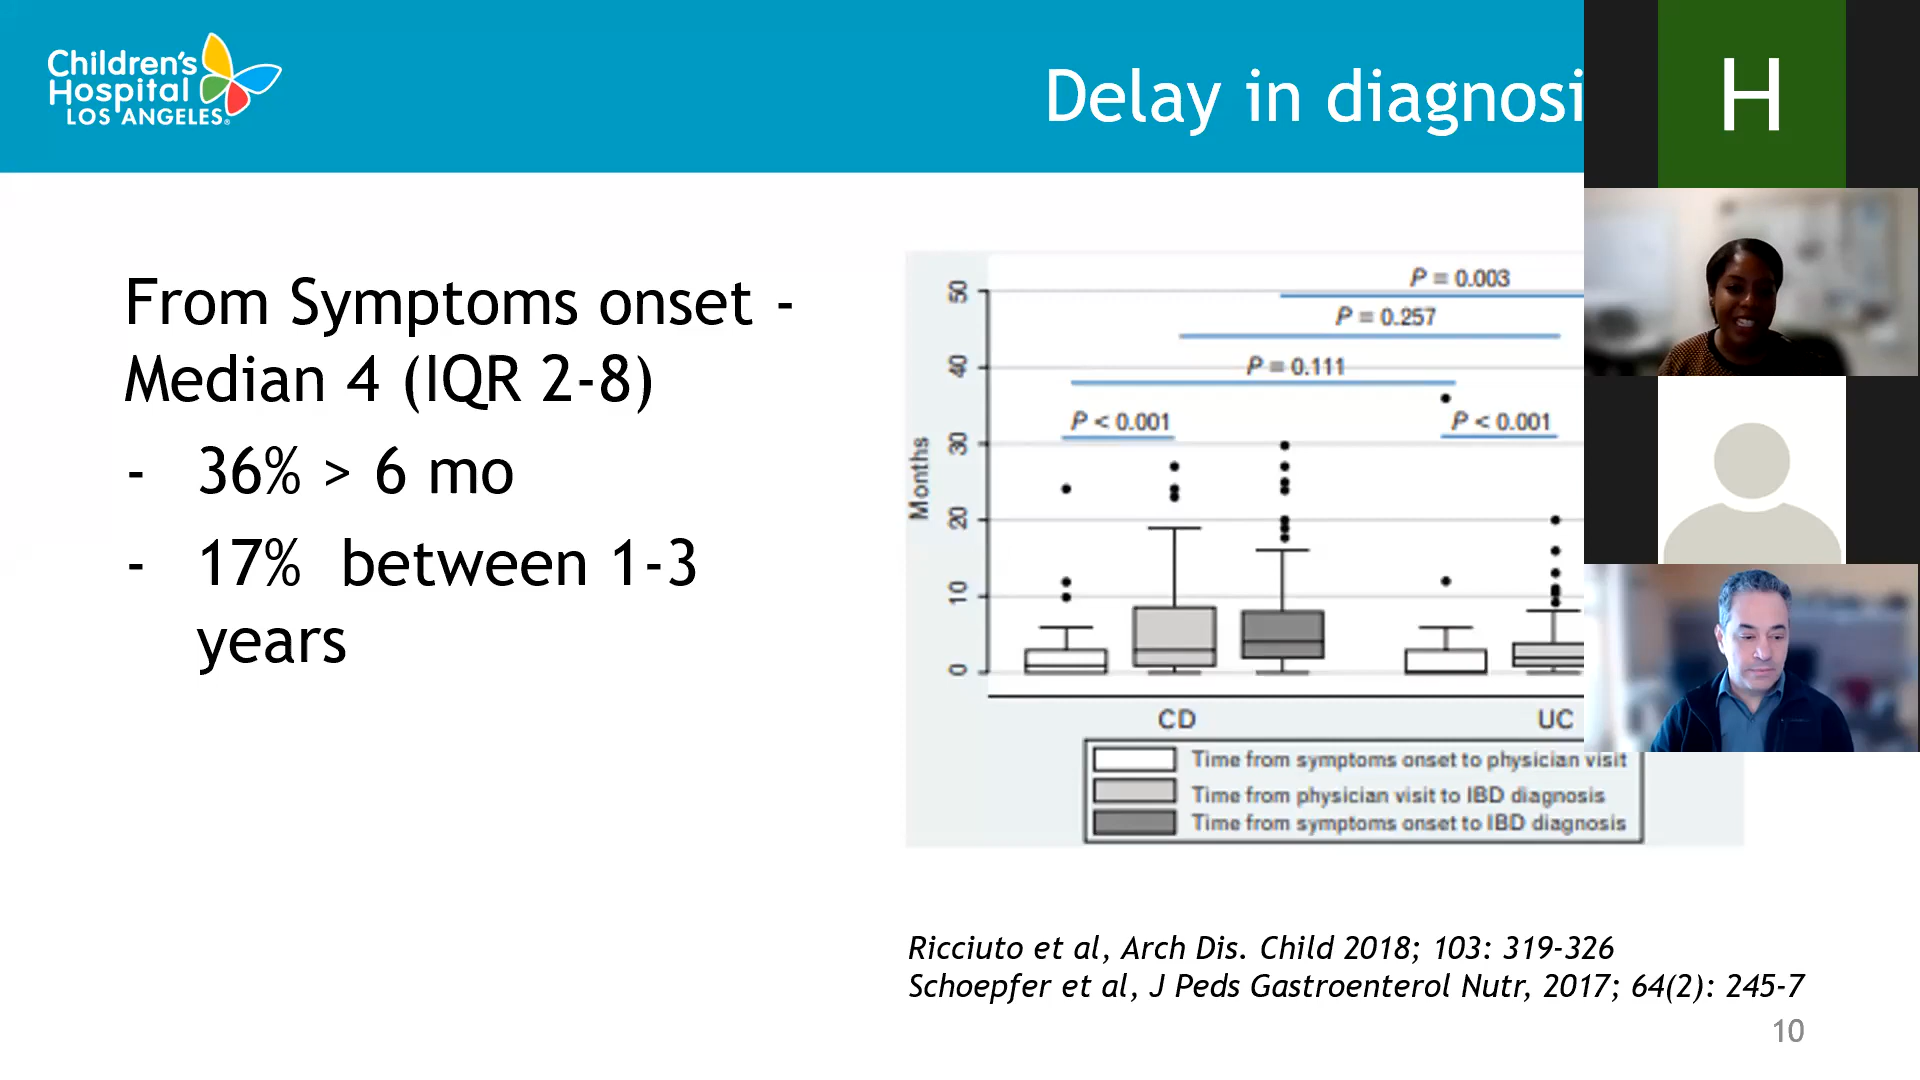 Children's
Hospital
LOS ANGELES®
Delay in diagnosi
H
From Symptoms onset -
Median 4 (IQR 2-8)
- 36% > 6 mo
- 17% between 1-3
years
P = 0.003
P = 0.257
P = 0.111
P < 0.001
P < 0.001
Months
50
40
30
20
10
0
CD
UC
Time from symptoms onset to physician visit
Time from physician visit to IBD diagnosis
Time from symptoms onset to IBD diagnosis
Ricciuto et al, Arch Dis. Child 2018; 103: 319-326
Schoepfer et al, J Peds Gastroenterol Nutr, 2017; 64(2): 245-7
10